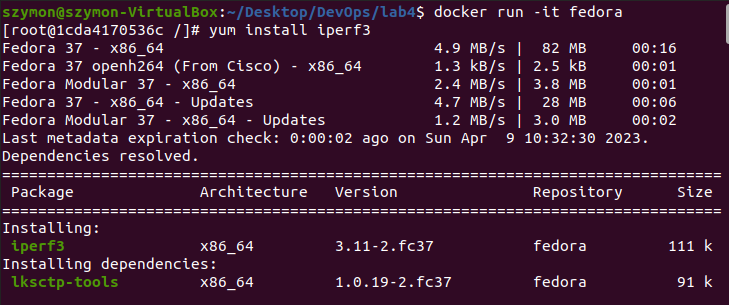 szymon@szymon-VirtualBox:~/Desktop/DevOps/lab4$ docker run -it fedora
[root@1cda4170536c /]# yum install iperf3
Fedora 37 - x86_64                              4.9 MB/s |  82 MB     00:16
Fedora 37 openh264 (From Cisco) - x86_64        1.3 kB/s | 2.5 kB     00:01
Fedora Modular 37 - x86_64                      2.4 MB/s | 3.8 MB     00:01
Fedora 37 - x86_64 - Updates                    4.7 MB/s |  28 MB     00:06
Fedora Modular 37 - x86_64 - Updates            1.2 MB/s | 3.0 MB     00:02
Last metadata expiration check: 0:00:02 ago on Sun Apr  9 10:32:30 2023.
Dependencies resolved.
================================================================================
 Package             Architecture   Version                Repository      Size
================================================================================
Installing:
 iperf3              x86_64         3.11-2.fc37            fedora         111 k
Installing dependencies:
 lksctp-tools        x86_64         1.0.19-2.fc37          fedora          91 k